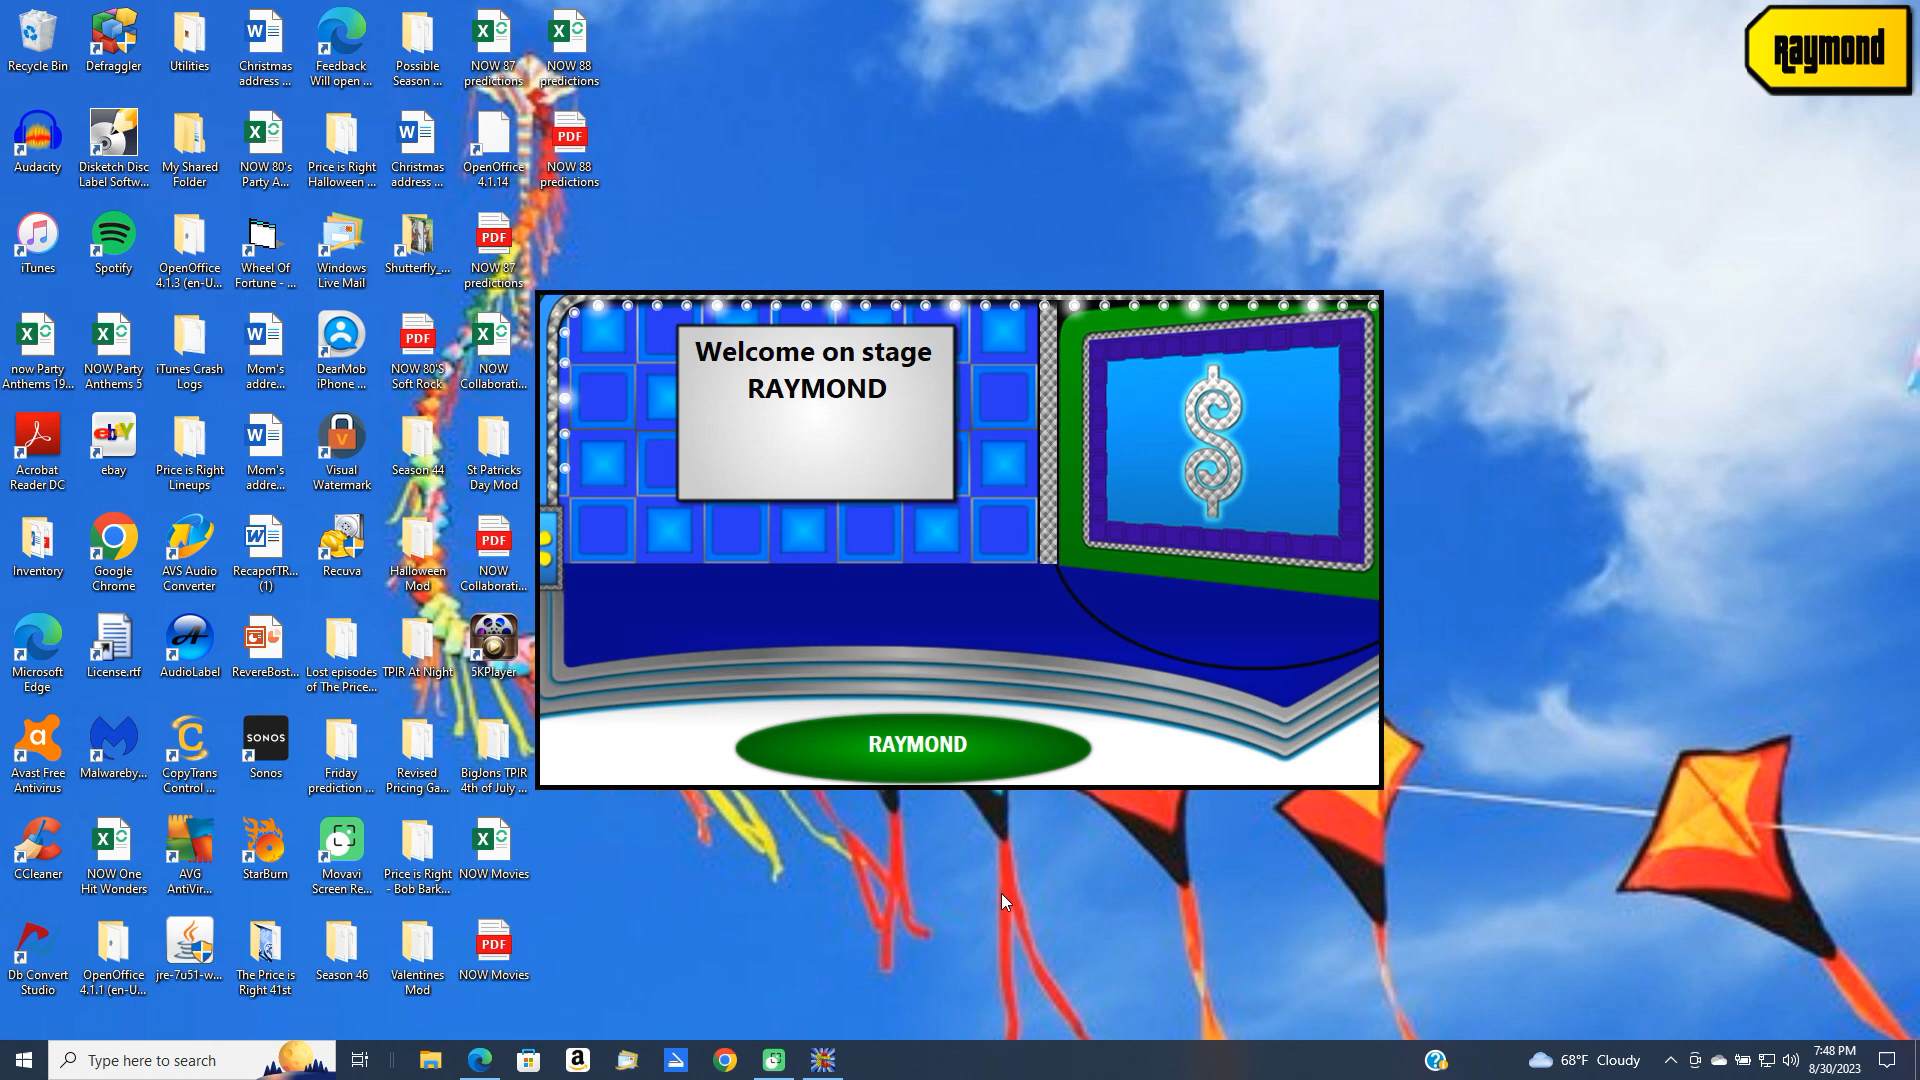 Recycle Bin
Defraggler
Utilities
Christmas
address ...
Feedback
Will open ...
Possible
Season ...
NOW 87
predictions
NOW 88
predictions
Raymond
Audacity
Disketch Disc
Label Softw...
My Shared
Folder
NOW 80's
Party A...
Price is Right
Halloween ...
Christmas
address ...
OpenOffice
4.1.14
PDF
NOW 88
predictions
iTunes
Spotify
OpenOffice
4.1.3 (en-U...
Wheel Of
Fortune - ...
Windows
Live Mail
Shutterfly_...
PDF
NOW 87
predictions
now Party
Anthems 19...
NOW Party
Anthems 5
iTunes Crash
Logs
Mom's
addre...
DearMob
iPhone ...
PDF
NOW 80'S
Soft Rock
NOW
Collaborati...
Acrobat
Reader DC
ebay
ebay
Price is Right
Lineups
Mom's
addre...
Visual
Watermark
Season 44
St Patricks
Day Mod
Inventory
Google
Chrome
AVS Audio
Converter
RecapofTR...
(1)
Recuva
Halloween
Mod
PDF
NOW
Collaborati...
Microsoft
Edge
License.rtf
AudioLabel
RevereBost...
Lost episodes
of The Price...
TPIR At Night
5KPlayer
Avast Free
Antivirus
Malwareby...
CopyTrans
Control ...
SONOS
Sonos
Friday
prediction ...
Revised
Pricing Ga...
BigJons TPIR
4th of July ...
CCleaner
NOW One
Hit Wonders
AVG
AntiVir...
StarBurn
Movavi
Screen Re...
Price is Right
- Bob Bark...
NOW Movies
Db Convert
Studio
OpenOffice
4.1.1 (en-U...
jre-7u51-w...
The Price is
Right 41st
Season 46
Valentines
Mod
PDF
NOW Movies
Welcome on stage
RAYMOND
RAYMOND
Type here to search
68°F Cloudy
7:48 PM
8/30/2023